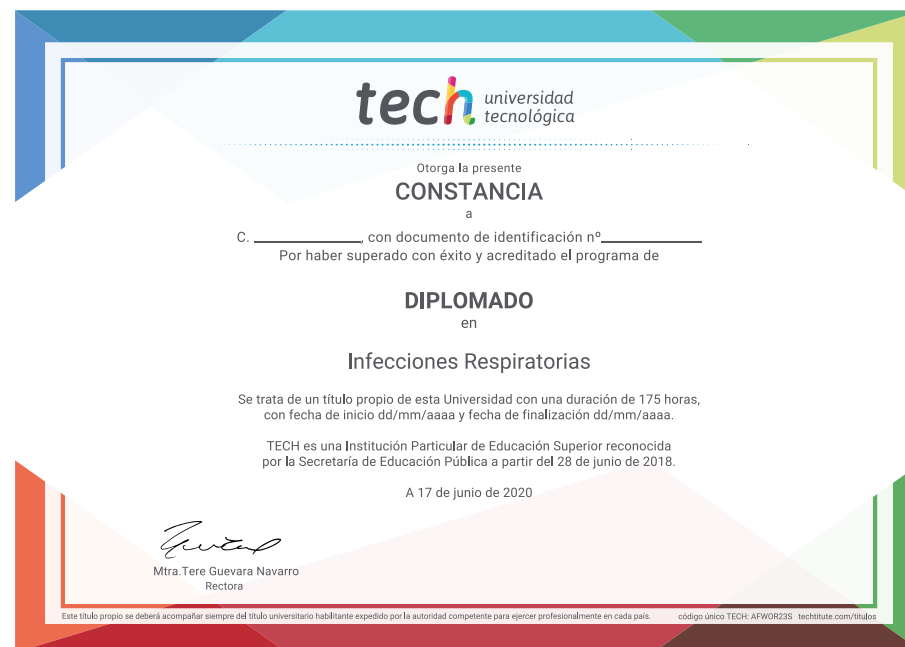 tech universidad
tecnológica
Otorga la presente
CONSTANCIA
a
C. ______________, con documento de identificación nº_____________
Por haber superado con éxito y acreditado el programa de
DIPLOMADO
en
Infecciones Respiratorias
Se trata de un título propio de esta Universidad con una duración de 175 horas,
con fecha de inicio dd/mm/aaaa y fecha de finalización dd/mm/aaaa.
TECH es una Institución Particular de Educación Superior reconocida
por la Secretaría de Educación Pública a partir del 28 de junio de 2018.
A 17 de junio de 2020
Mtra.Tere Guevara Navarro
Rectora
Este título propio se deberá acompañar siempre del título universitario habilitante expedido por la autoridad competente para ejercer profesionalmente en cada país. código único TECH: AFWOR23S techtitute.com/titulos